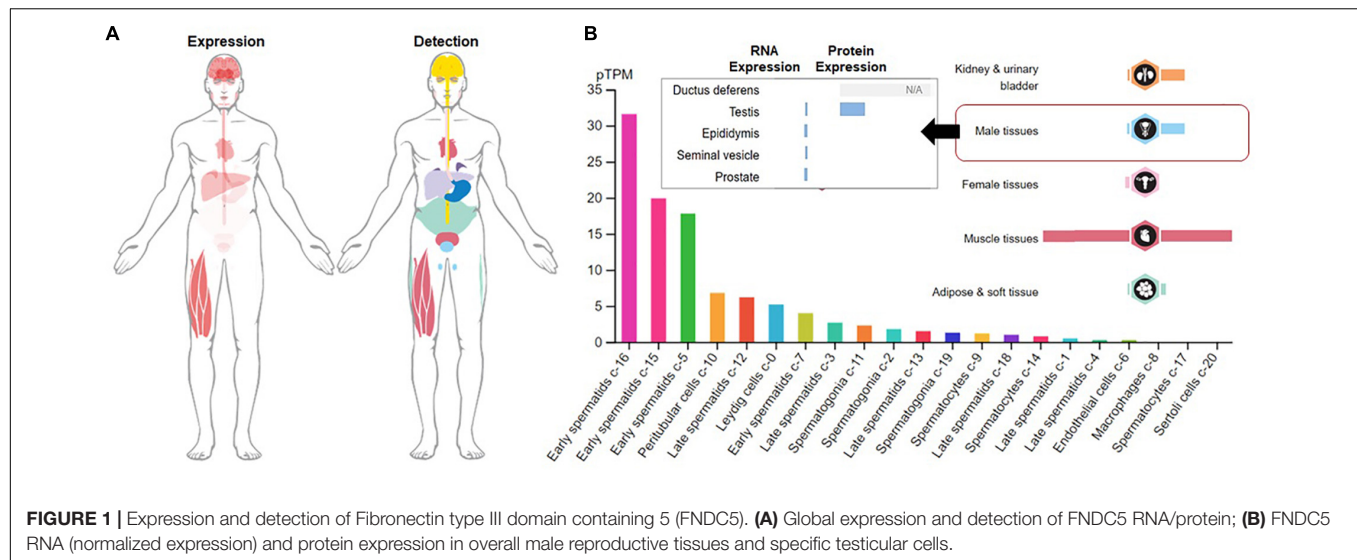 A
Expression
Detection
B
RNA Expression
Protein Expression
pTPM
35
30
25
20
15
10
5
0
Ductus deferens
N/A
Testis
Epididymis
Seminal vesicle
Prostate
Kidney & urinary
bladder
Male tissues
Female tissues
Muscle tissues
Adipose & soft tissue
Early spermatids c-16
Early spermatids c-15
Early spermatids c-5
Peritubular cells c-10
Late spermatids c-12
Leydig cells c-0
Early spermatids c-7
Late spermatids c-3
Spermatogonia c-11
Spermatogonia c-2
Late spermatids c-13
Spermatogonia c-19
Spermatocytes c-9
Late spermatids c-18
Spermatocytes c-14
Late spermatids c-1
Late spermatids c-4
Endothelial cells c-6
Macrophages c-8
Spermatocytes c-17
Sertoli cells c-20
FIGURE 1 | Expression and detection of Fibronectin type III domain containing 5 (FNDC5). (A) Global expression and detection of FNDC5 RNA/protein; (B) FNDC5
RNA (normalized expression) and protein expression in overall male reproductive tissues and specific testicular cells.